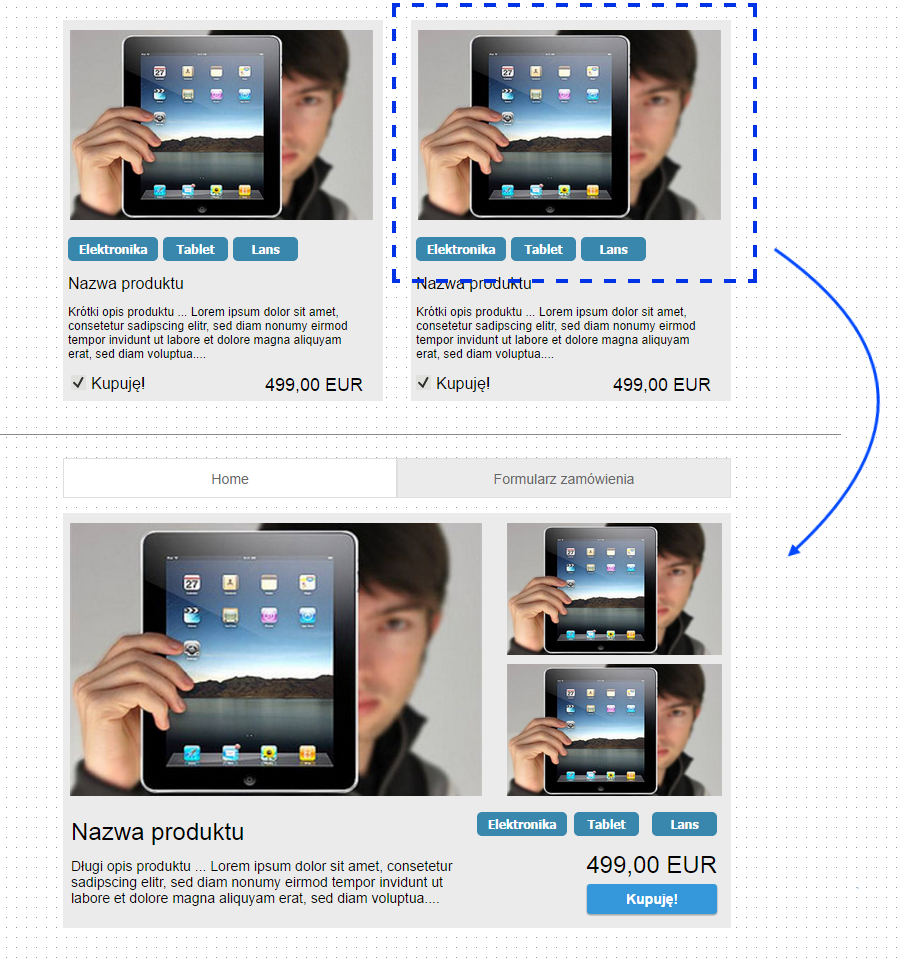 Elektronika Tablet Lans
Nazwa produktu
Krótki opis produktu ... Lorem ipsum dolor sit amet,
consetetur sadipscing elitr, sed diam nonumy eirmod
tempor invidunt ut labore et dolore magna aliquyam
erat, sed diam voluptua....
Kupuję! 499,00 EUR
Elektronika Tablet Lans
Nazwa produktu
Krótki opis produktu ... Lorem ipsum dolor sit amet,
consetetur sadipscing elitr, sed diam nonumy eirmod
tempor invidunt ut labore et dolore magna aliquyam
erat, sed diam voluptua....
Kupuję! 499,00 EUR
Home Formularz zamówienia
Elektronika Tablet Lans
Nazwa produktu
Długi opis produktu ... Lorem ipsum dolor sit amet, consetetur
sadipscing elitr, sed diam nonumy eirmod tempor invidunt ut
labore et dolore magna aliquyam erat, sed diam voluptua....
499,00 EUR
Kupuję!